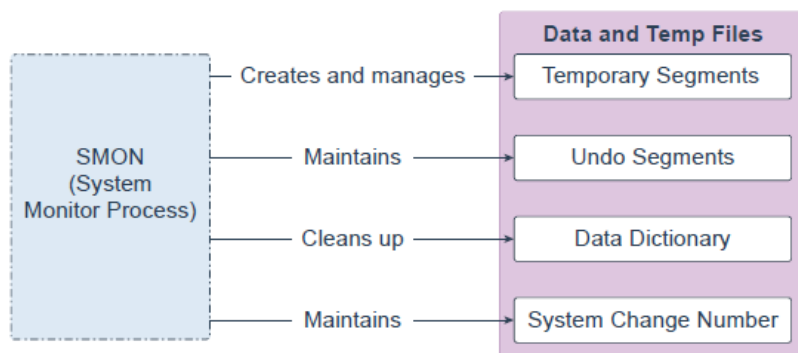 Data and Temp Files
Creates and manages
Temporary Segments
SMON
(System
Monitor Process)
Maintains
Undo Segments
Cleans up
Data Dictionary
Maintains
System Change Number